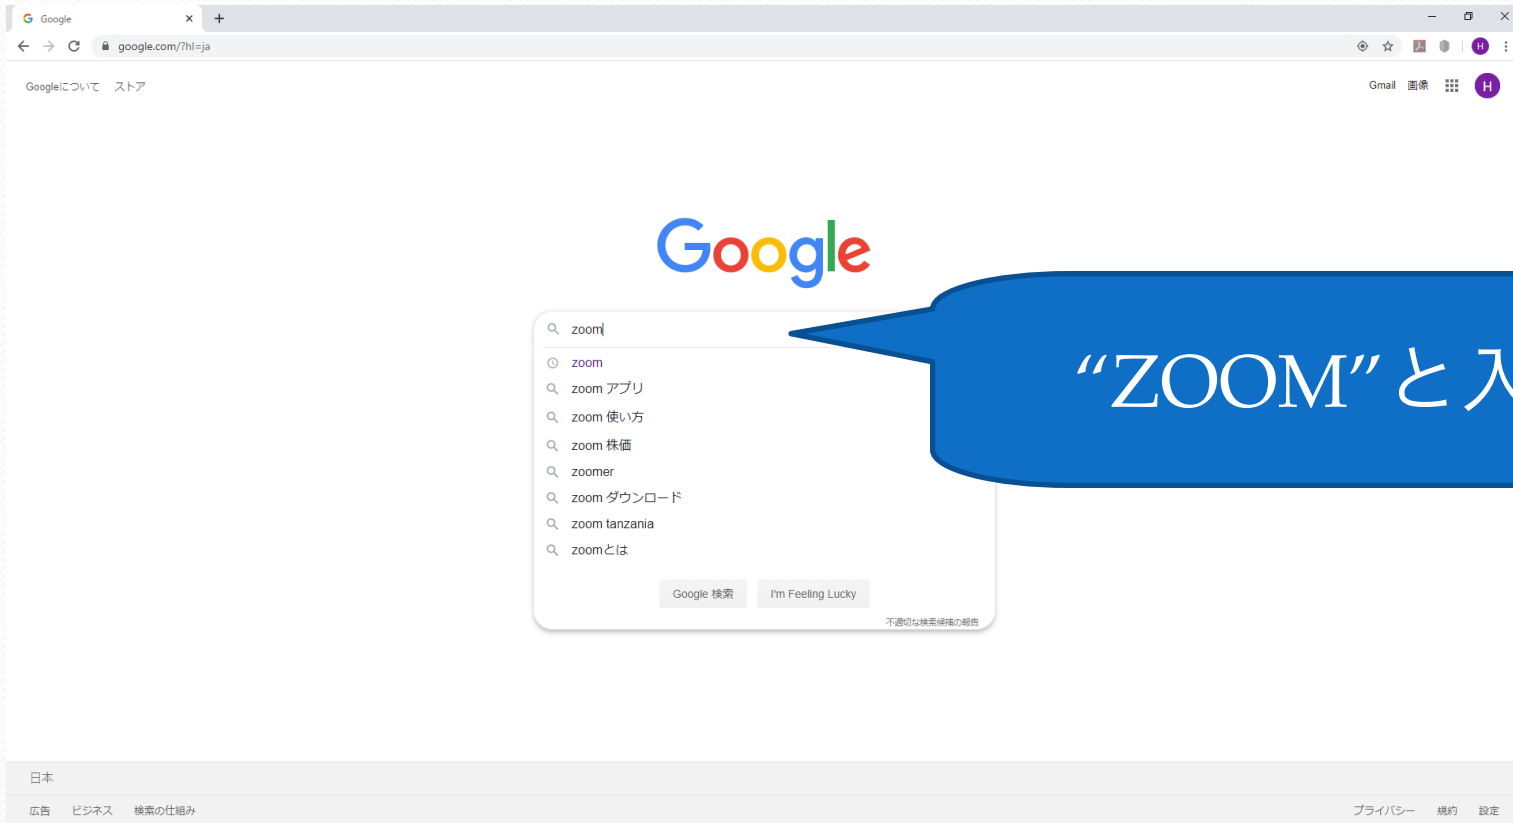 Google
google.com/?hl=ja
H
Googleについて ストア
Gmail 画像
H
Google
zoom
zoom
zoom アプリ
zoom 使い方
zoom 株価
zoomer
zoom ダウンロード
zoom tanzania
zoomとは
Google 検索 I'm Feeling Lucky
不適切な検索候補の報告
“ZOOM”と入
日本
広告 ビジネス 検索の仕組み
プライバシー 規約 設定